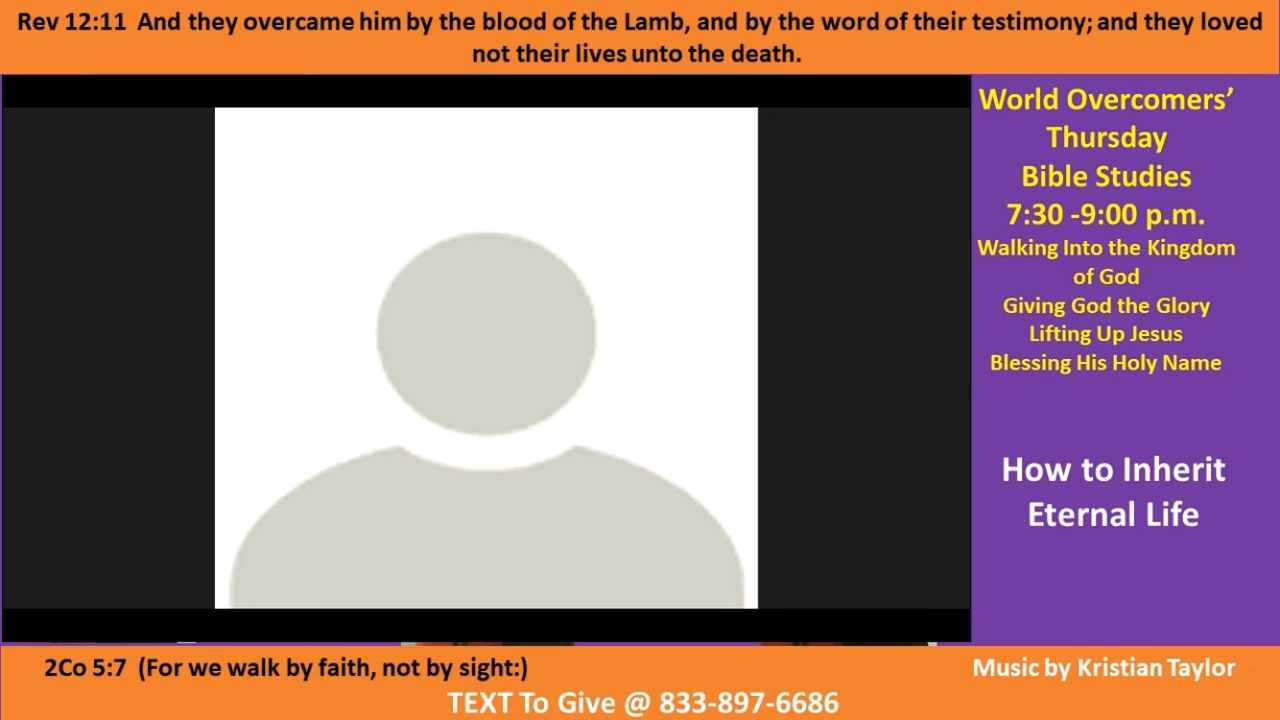 Rev 12:11  And they overcame him by the blood of the Lamb, and by the word of their testimony; and they loved
not their lives unto the death.
World Overcomers’
Thursday
Bible Studies
7:30 -9:00 p.m.
Walking Into the Kingdom
of God
Giving God the Glory
Lifting Up Jesus
Blessing His Holy Name
How to Inherit
Eternal Life
2Co 5:7  (For we walk by faith, not by sight:)
Music by Kristian Taylor
TEXT To Give @ 833-897-6686